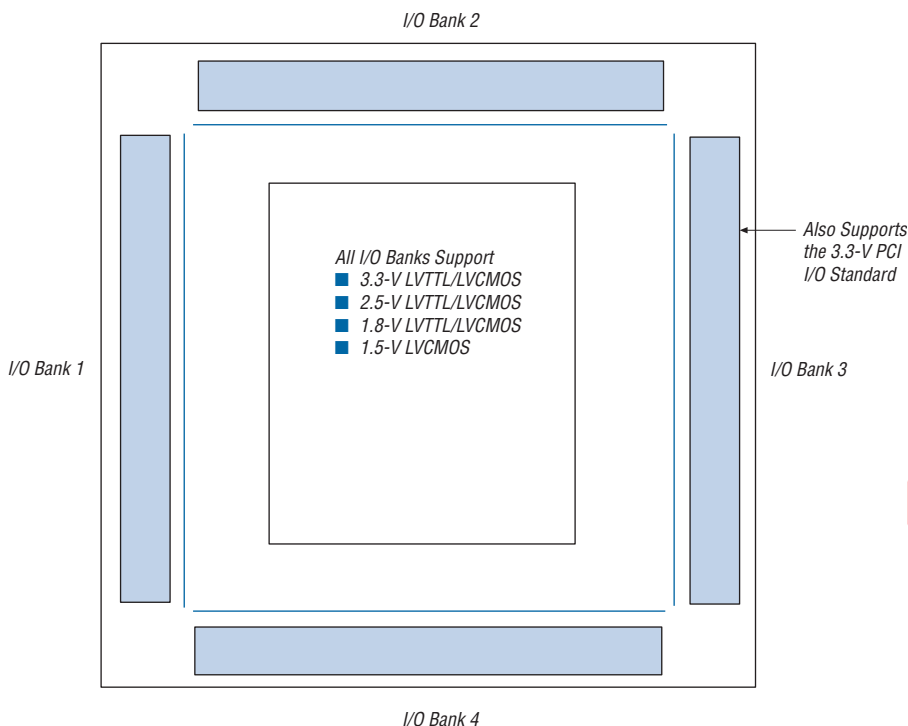 I/O Bank 2
Also Supports
the 3.3-V PCI
I/O Standard
All I/O Banks Support
3.3-V LVTTL/LVCMOS
2.5-V LVTTL/LVCMOS
1.8-V LVTTL/LVCMOS
1.5-V LVCMOS
I/O Bank 1
I/O Bank 3
I/O Bank 4